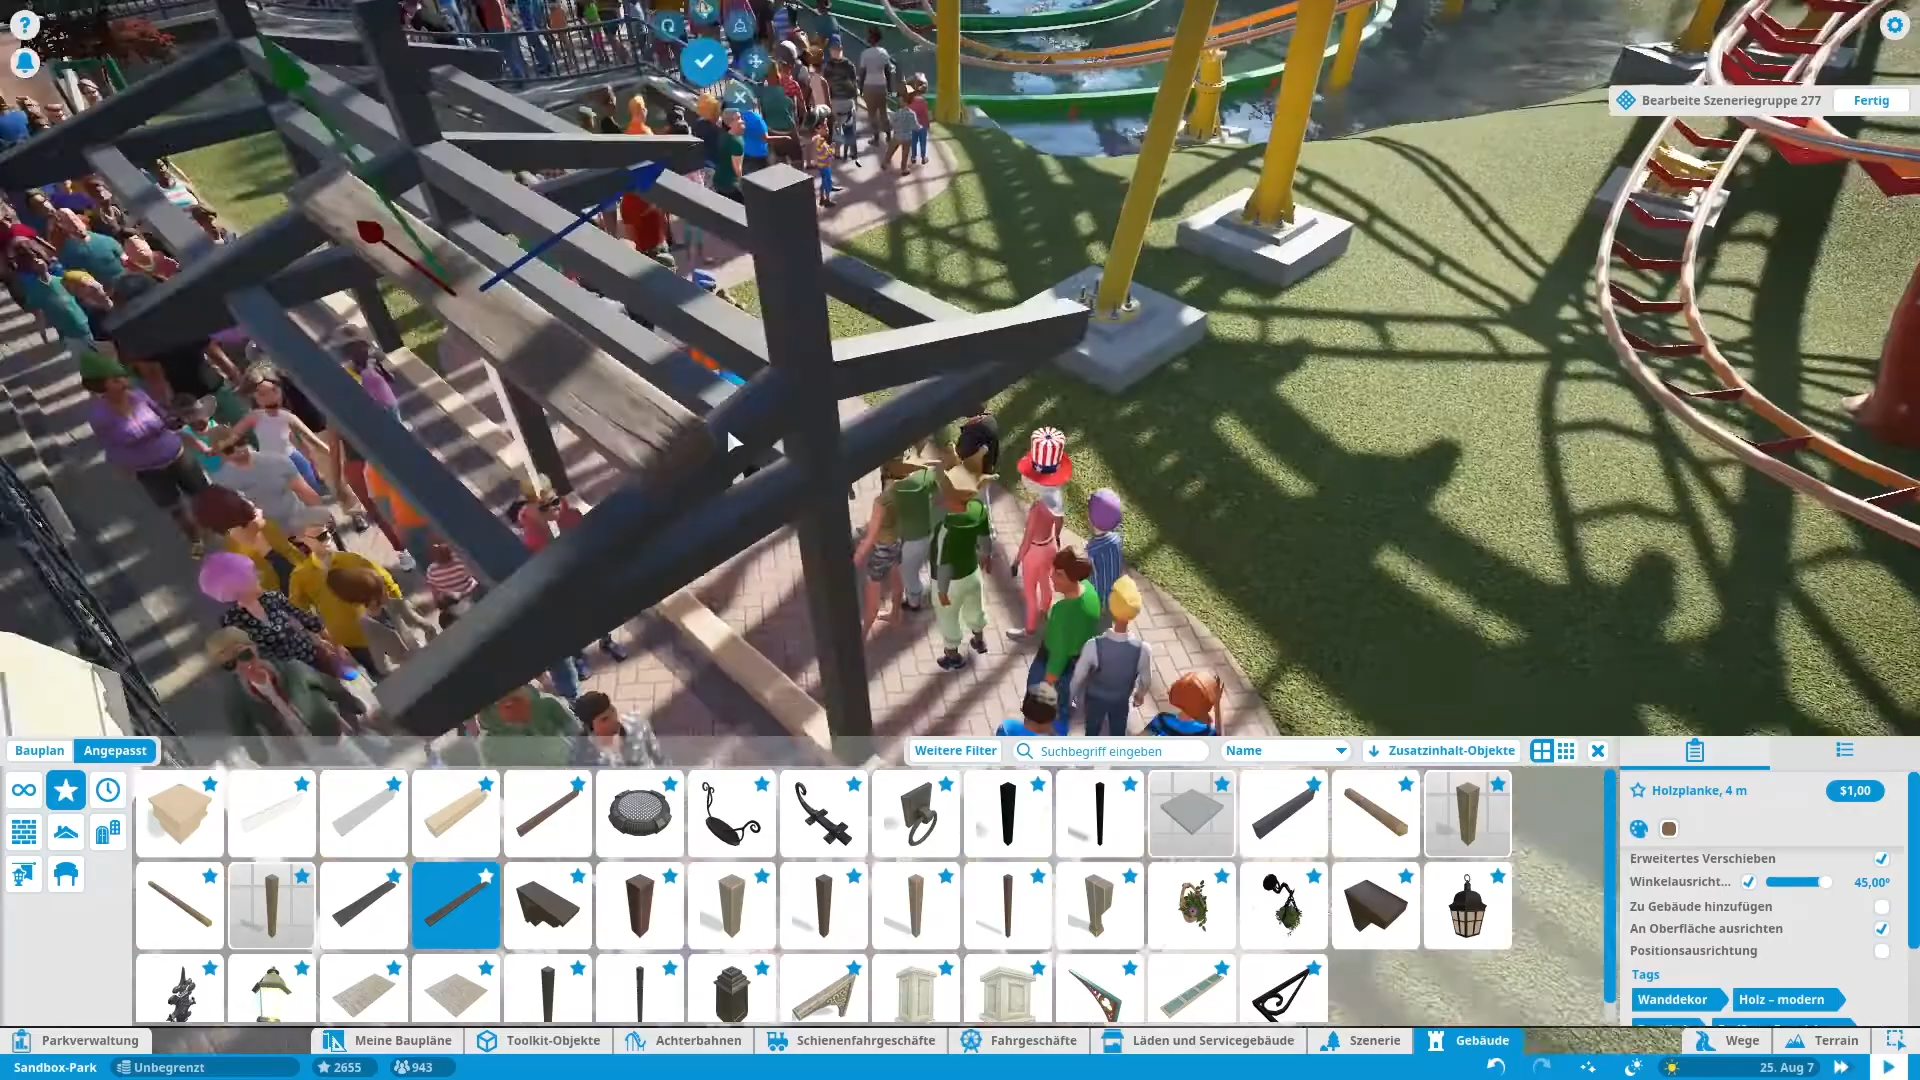 ?
Bearbeite Szeneriegruppe 277
Fertig
Bauplan
Angepasst
Weitere Filter
Suchbegriff eingeben
Name
Zusatzinhalt-Objekte
Holzplanke, 4 m
$1,00
Erweitertes Verschieben
Winkelausricht...
45,00°
Zu Gebäude hinzufügen
An Oberfläche ausrichten
Positionsausrichtung
Tags
Wanddekor
Holz – modern
Parkverwaltung
Meine Baupläne
Toolkit-Objekte
Achterbahnen
Schienenfahrgeschäfte
Fahrgeschäfte
Läden und Servicegebäude
Szenerie
Gebäude
Wege
Terrain
Sandbox-Park
Unbegrenzt
2655
943
25. Aug 7